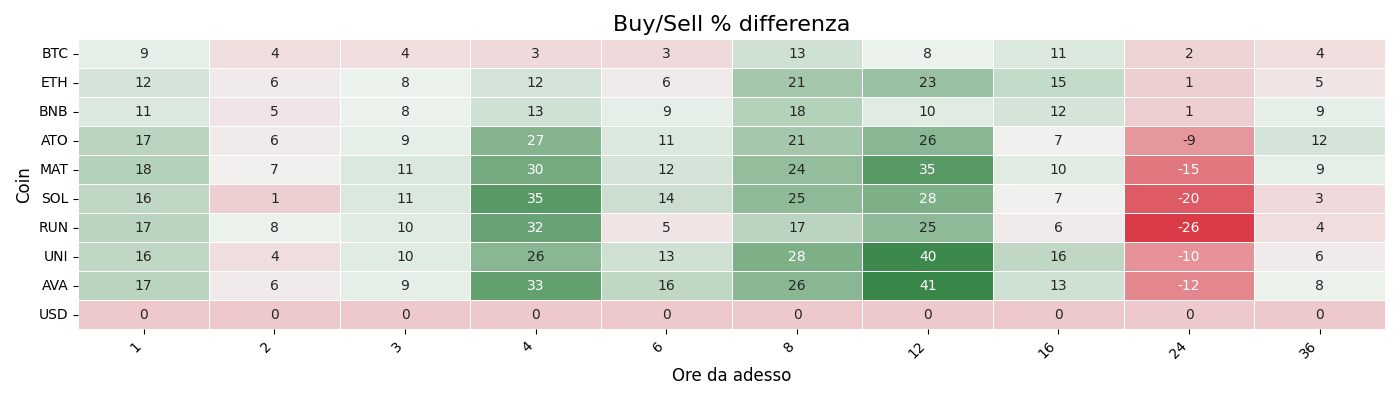 Buy/Sell % differenza
Coin
BTC 9 4 4 3 3 13 8 11 2 4
ETH 12 6 8 12 6 21 23 15 1 5
BNB 11 5 8 13 9 18 10 12 1 9
ATO 17 6 9 27 11 21 26 7 -9 12
MAT 18 7 11 30 12 24 35 10 -15 9
SOL 16 1 11 35 14 25 28 7 -20 3
RUN 17 8 10 32 5 17 25 6 -26 4
UNI 16 4 10 26 13 28 40 16 -10 6
AVA 17 6 9 33 16 26 41 13 -12 8
USD 0 0 0 0 0 0 0 0 0 0
1 2 3 4 6 8 12 16 24 36
Ore da adesso